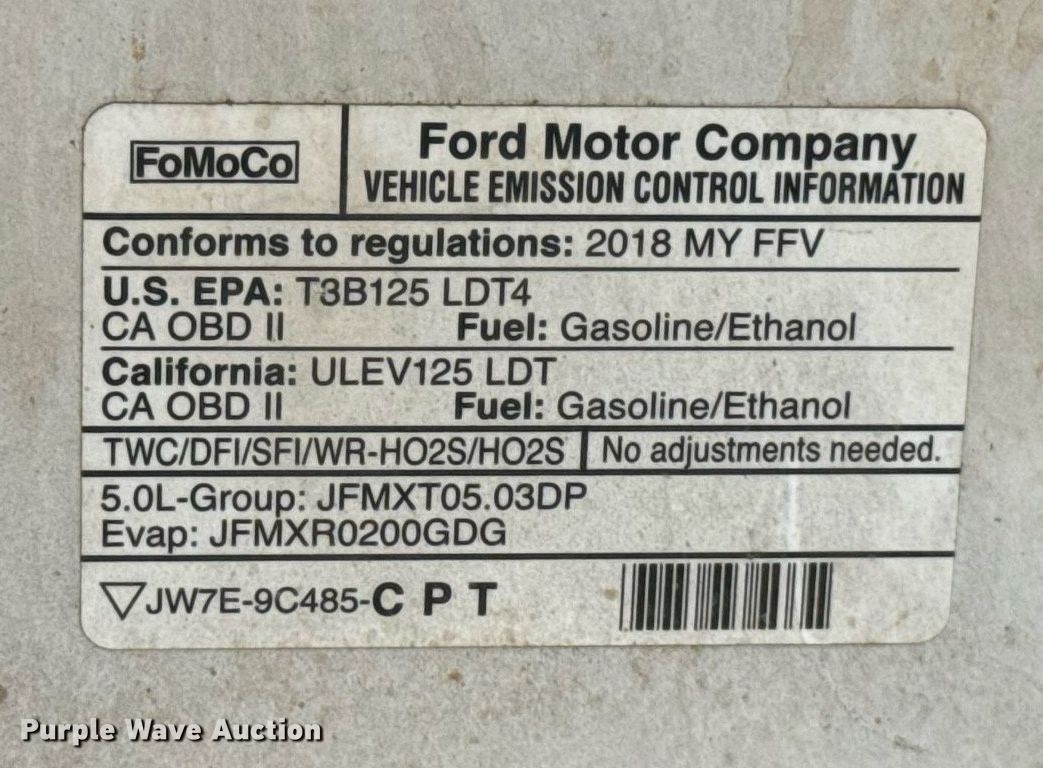 FoMoCo
Ford Motor Company
VEHICLE EMISSION CONTROL INFORMATION
Conforms to regulations: 2018 MY FFV
U.S. EPA: T3B125 LDT4
CA OBD II Fuel: Gasoline/Ethanol
California: ULEV125 LDT
CA OBD II Fuel: Gasoline/Ethanol
TWC/DFI/SFI/WR-HO2S/HO2S No adjustments needed.
5.0L-Group: JFMXT05.03DP
Evap: JFMXR0200GDG
JW7E-9C485-C P T
Purple Wave Auction